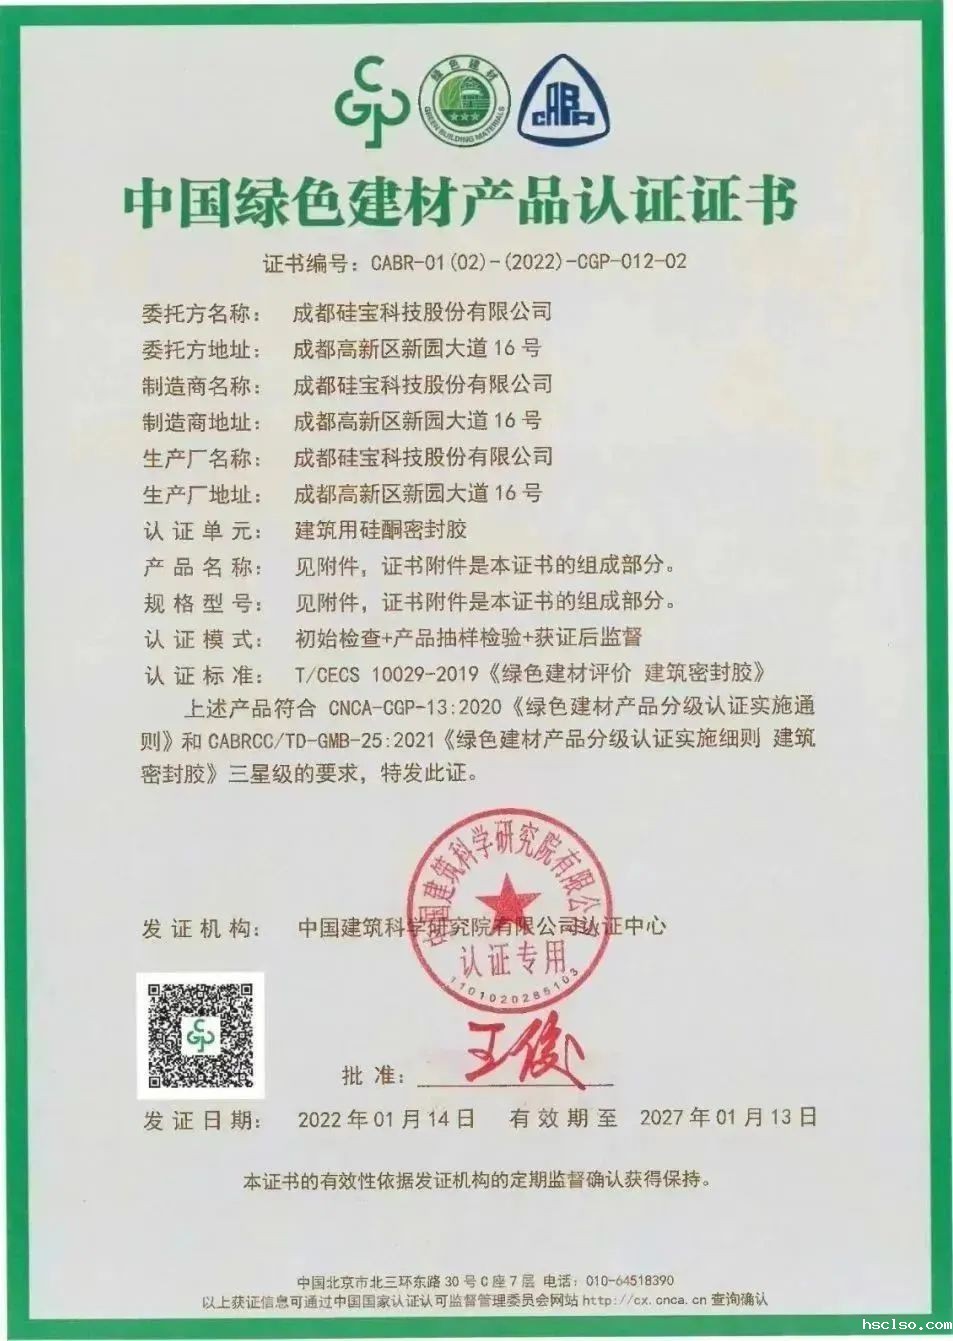 CGP
绿色建材
GREEN BUILDING MATERIALS
CABR
中国绿色建材产品认证证书
证书编号：CABR-01(02)-(2022)-CGP-012-02
委托方名称： 成都硅宝科技股份有限公司
委托方地址： 成都高新区新园大道16号
制造商名称： 成都硅宝科技股份有限公司
制造商地址： 成都高新区新园大道16号
生产厂名称： 成都硅宝科技股份有限公司
生产厂地址： 成都高新区新园大道16号
认证单元： 建筑用硅酮密封胶
产品名称： 见附件，证书附件是本证书的组成部分。
规格型号： 见附件，证书附件是本证书的组成部分。
认证模式： 初始检查+产品抽样检验+获证后监督
认证标准： T/CECS 10029-2019《绿色建材评价 建筑密封胶》
上述产品符合 CNCA-CGP-13:2020《绿色建材产品分级认证实施通
则》和 CABRCC/TD-GMB-25:2021《绿色建材产品分级认证实施细则 建筑
密封胶》三星级的要求，特发此证。
中国建筑科学研究院有限公司
发证机构： 中国建筑科学研究院有限公司认证中心
认证专用
1101020285103
王俊
批准：
发证日期： 2022年01月14日 有效期至 2027年01月13日
本证书的有效性依据发证机构的定期监督确认获得保持。
中国北京市北三环东路30号C座7层 电话：010-64518390
以上获证信息可通过中国国家认证认可监督管理委员会网站 http://cx.cnca.cn 查询确认
hsclso.com